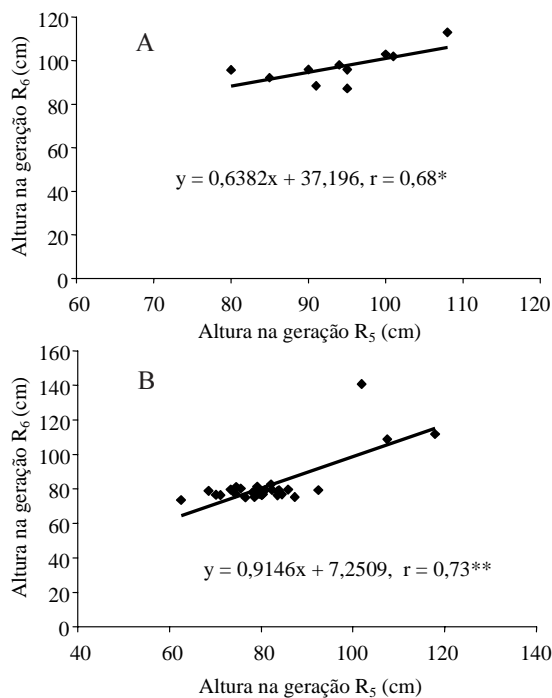 A
Altura na geração R6 (cm)
120
100
80
60
40
20
0
y = 0,6382x + 37,196, r = 0,68*
60 70 80 90 100 110 120
Altura na geração R5 (cm)
B
Altura na geração R6 (cm)
160
140
120
100
80
60
40
20
0
y = 0,9146x + 7,2509, r = 0,73**
40 60 80 100 120 140
Altura na geração R5 (cm)